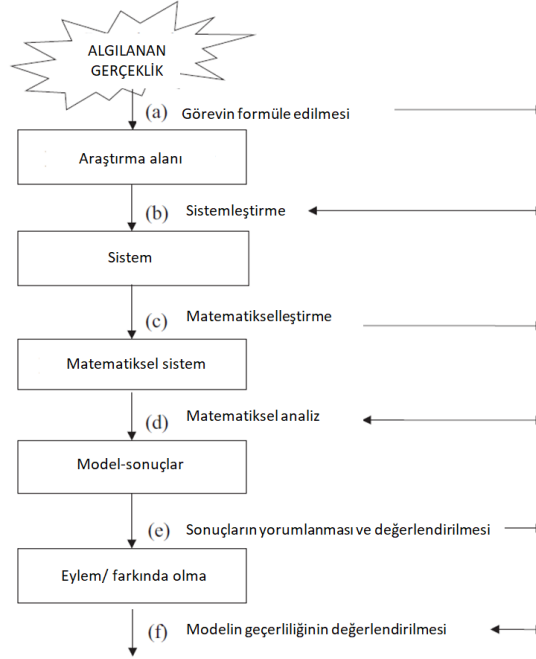 ALGILANAN
GERÇEKLİK
(a) Görevin formüle edilmesi
Araştırma alanı
(b) Sistemleştirme
Sistem
(c) Matematikselleştirme
Matematiksel sistem
(d) Matematiksel analiz
Model-sonuçlar
(e) Sonuçların yorumlanması ve değerlendirilmesi
Eylem/ farkında olma
(f) Modelin geçerliliğinin değerlendirilmesi